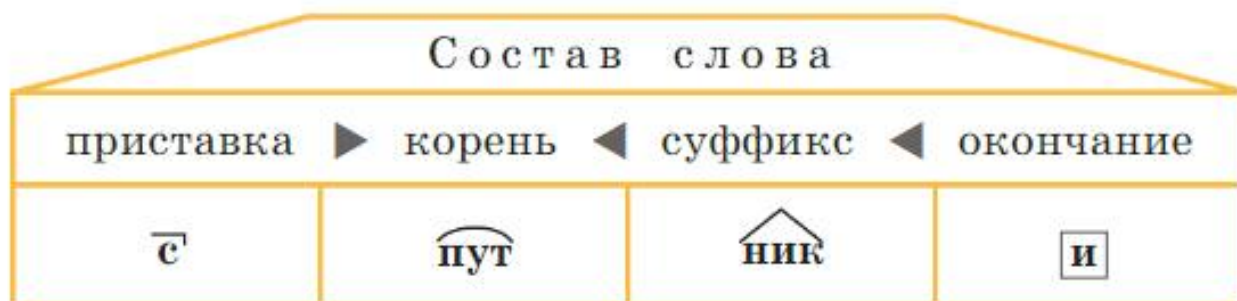 Состав слова
приставка ▶ корень ◀ суффикс ◀ окончание
с пут ник и